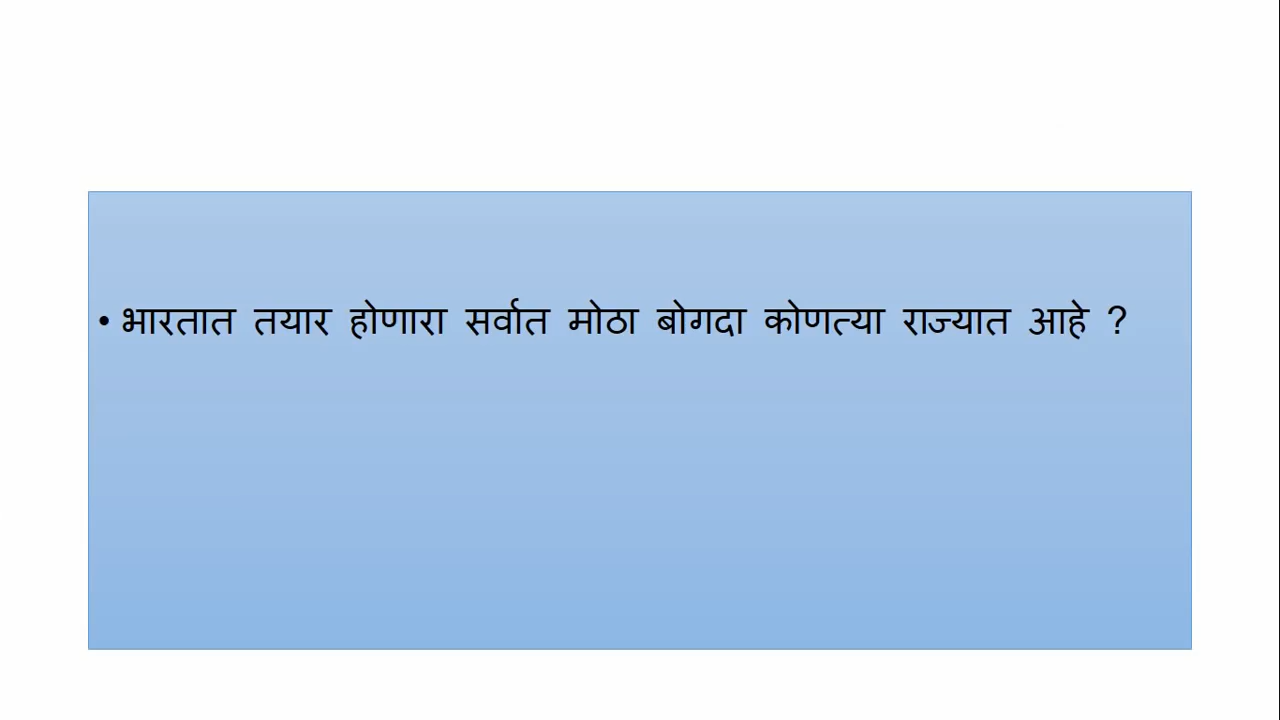 • भारतात तयार होणारा सर्वात मोठा बोगदा कोणत्या राज्यात आहे ?